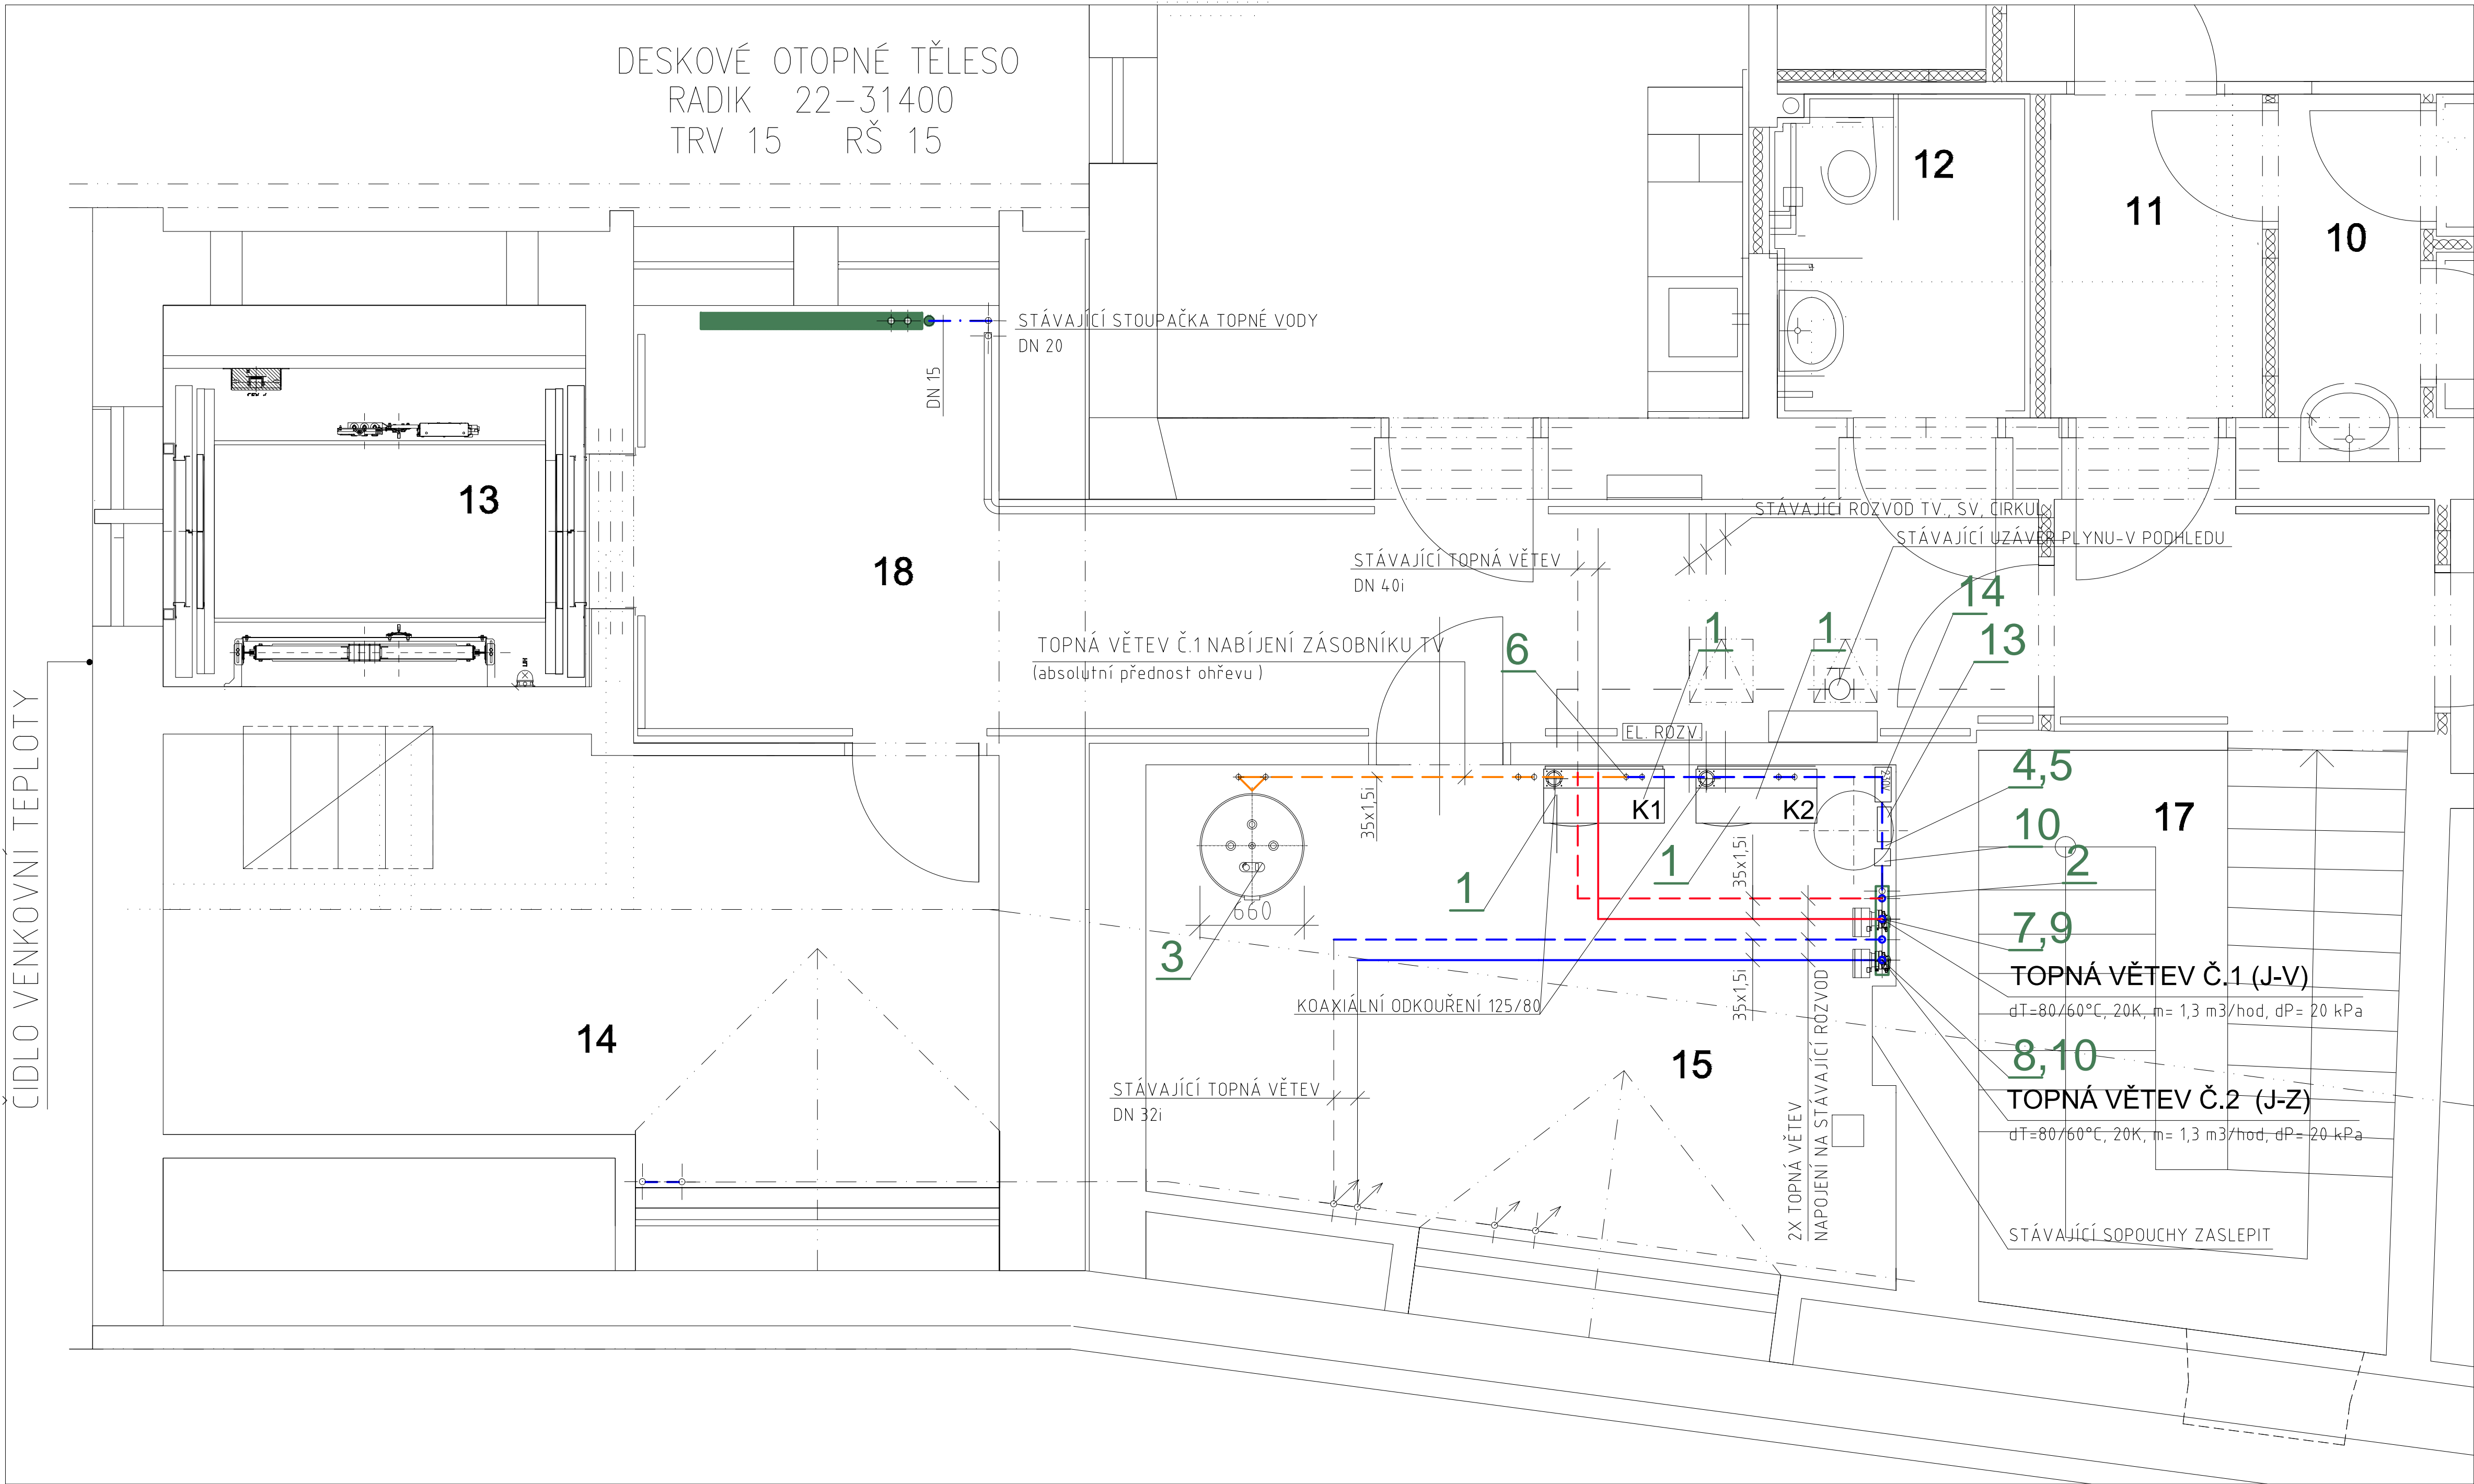 DESKOVÉ OTOPNÉ TĚLESO
RADIK 22-31400
TRV 15 RŠ 15
12
11
10
STÁVAJÍCÍ STOUPAČKA TOPNÉ VODY
DN 20
DN 15
13
18
STÁVAJÍCÍ ROZVOD TV., SV, CIRKUL
STÁVAJÍCÍ UZÁVĚR PLYNU-V PODHLEDU
STÁVAJÍCÍ TOPNÁ VĚTEV
DN 40i
14
13
1
1
6
TOPNÁ VĚTEV Č.1 NABÍJENÍ ZÁSOBNÍKU TV
(absolutní přednost ohřevu )
ČIDLO VENKOVNÍ TEPLOTY
EL. ROZV.
35x1,5i
K1
K2
230V
4,5
10
17
2
1
1
35x1,5i
660
3
7,9
TOPNÁ VĚTEV Č.1 (J-V)
dT=80/60°C, 20K, m= 1,3 m3/hod, dP= 20 kPa
KOAXIÁLNÍ ODKOUŘENÍ 125/80
35x1,5i
14
15
8,10
TOPNÁ VĚTEV Č.2 (J-Z)
dT=80/60°C, 20K, m= 1,3 m3/hod, dP= 20 kPa
STÁVAJÍCÍ TOPNÁ VĚTEV
DN 32i
2X TOPNÁ VĚTEV
NAPOJENÍ NA STÁVAJÍCÍ ROZVOD
STÁVAJÍCÍ SOPOUCHY ZASLEPIT